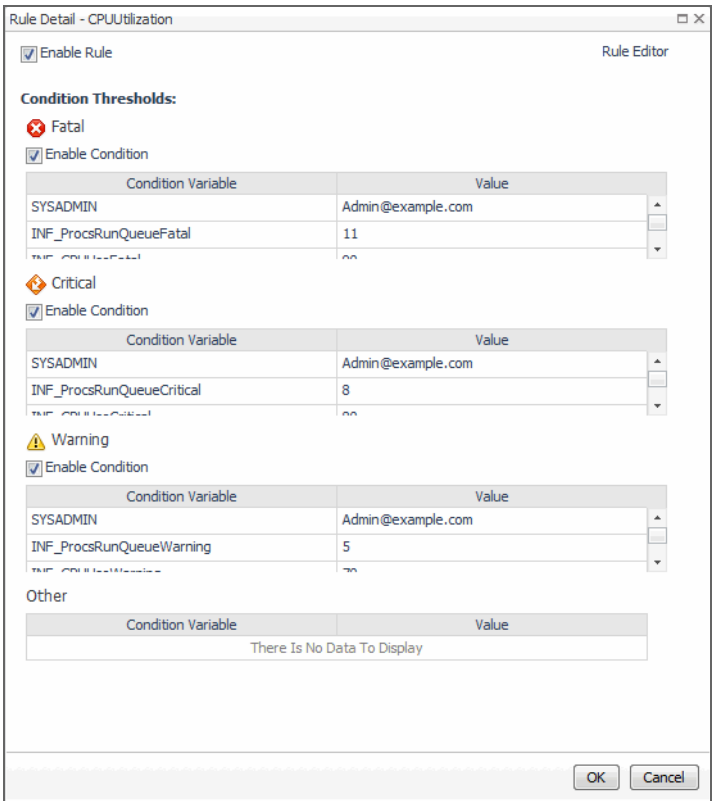 Rule Detail - CPUUtilization
Enable Rule
Rule Editor
Condition Thresholds:
Fatal
Enable Condition
Condition Variable Value
SYSADMIN Admin@example.com
INF_ProcsRunQueueFatal 11
Critical
Enable Condition
Condition Variable Value
SYSADMIN Admin@example.com
INF_ProcsRunQueueCritical 8
Warning
Enable Condition
Condition Variable Value
SYSADMIN Admin@example.com
INF_ProcsRunQueueWarning 5
Other
Condition Variable Value
There Is No Data To Display
OK Cancel